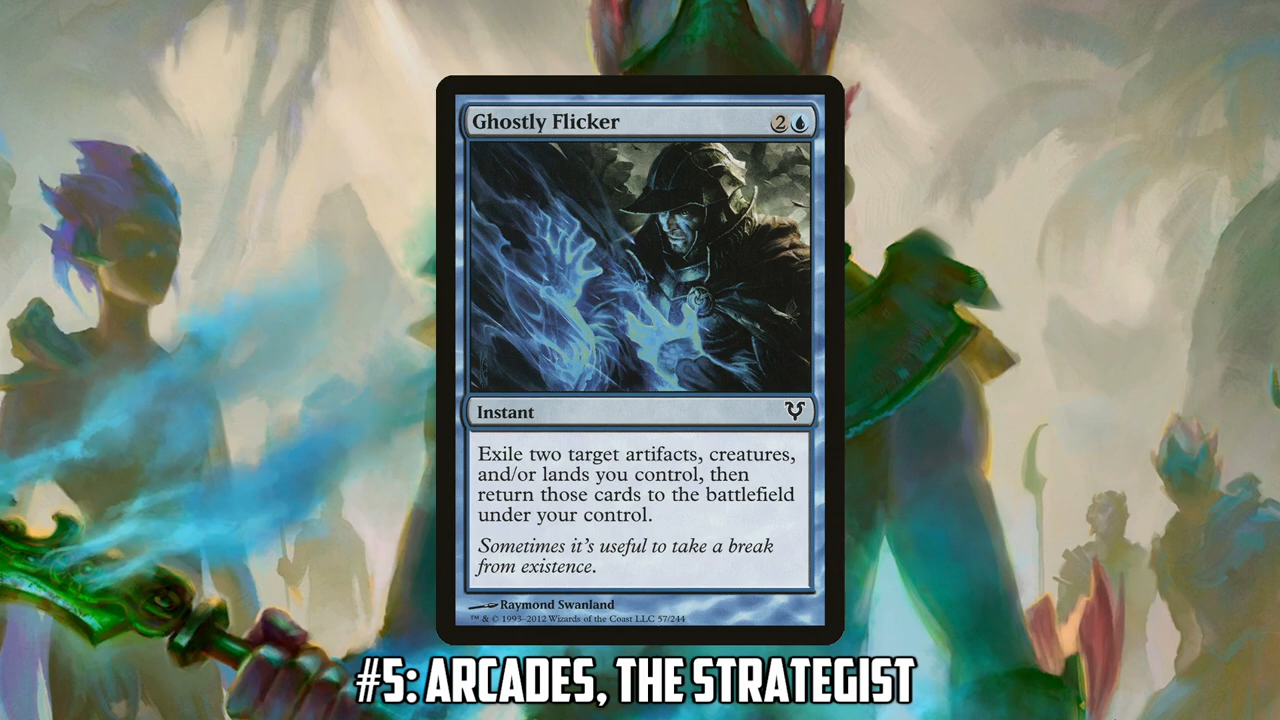 Ghostly Flicker
2
Instant
Exile two target artifacts, creatures,
and/or lands you control, then
return those cards to the battlefield
under your control.
Sometimes it's useful to take a break
from existence.
Raymond Swanland
™ & © 1993–2012 Wizards of the Coast LLC 57/244
#5: ARCADES, THE STRATEGIST